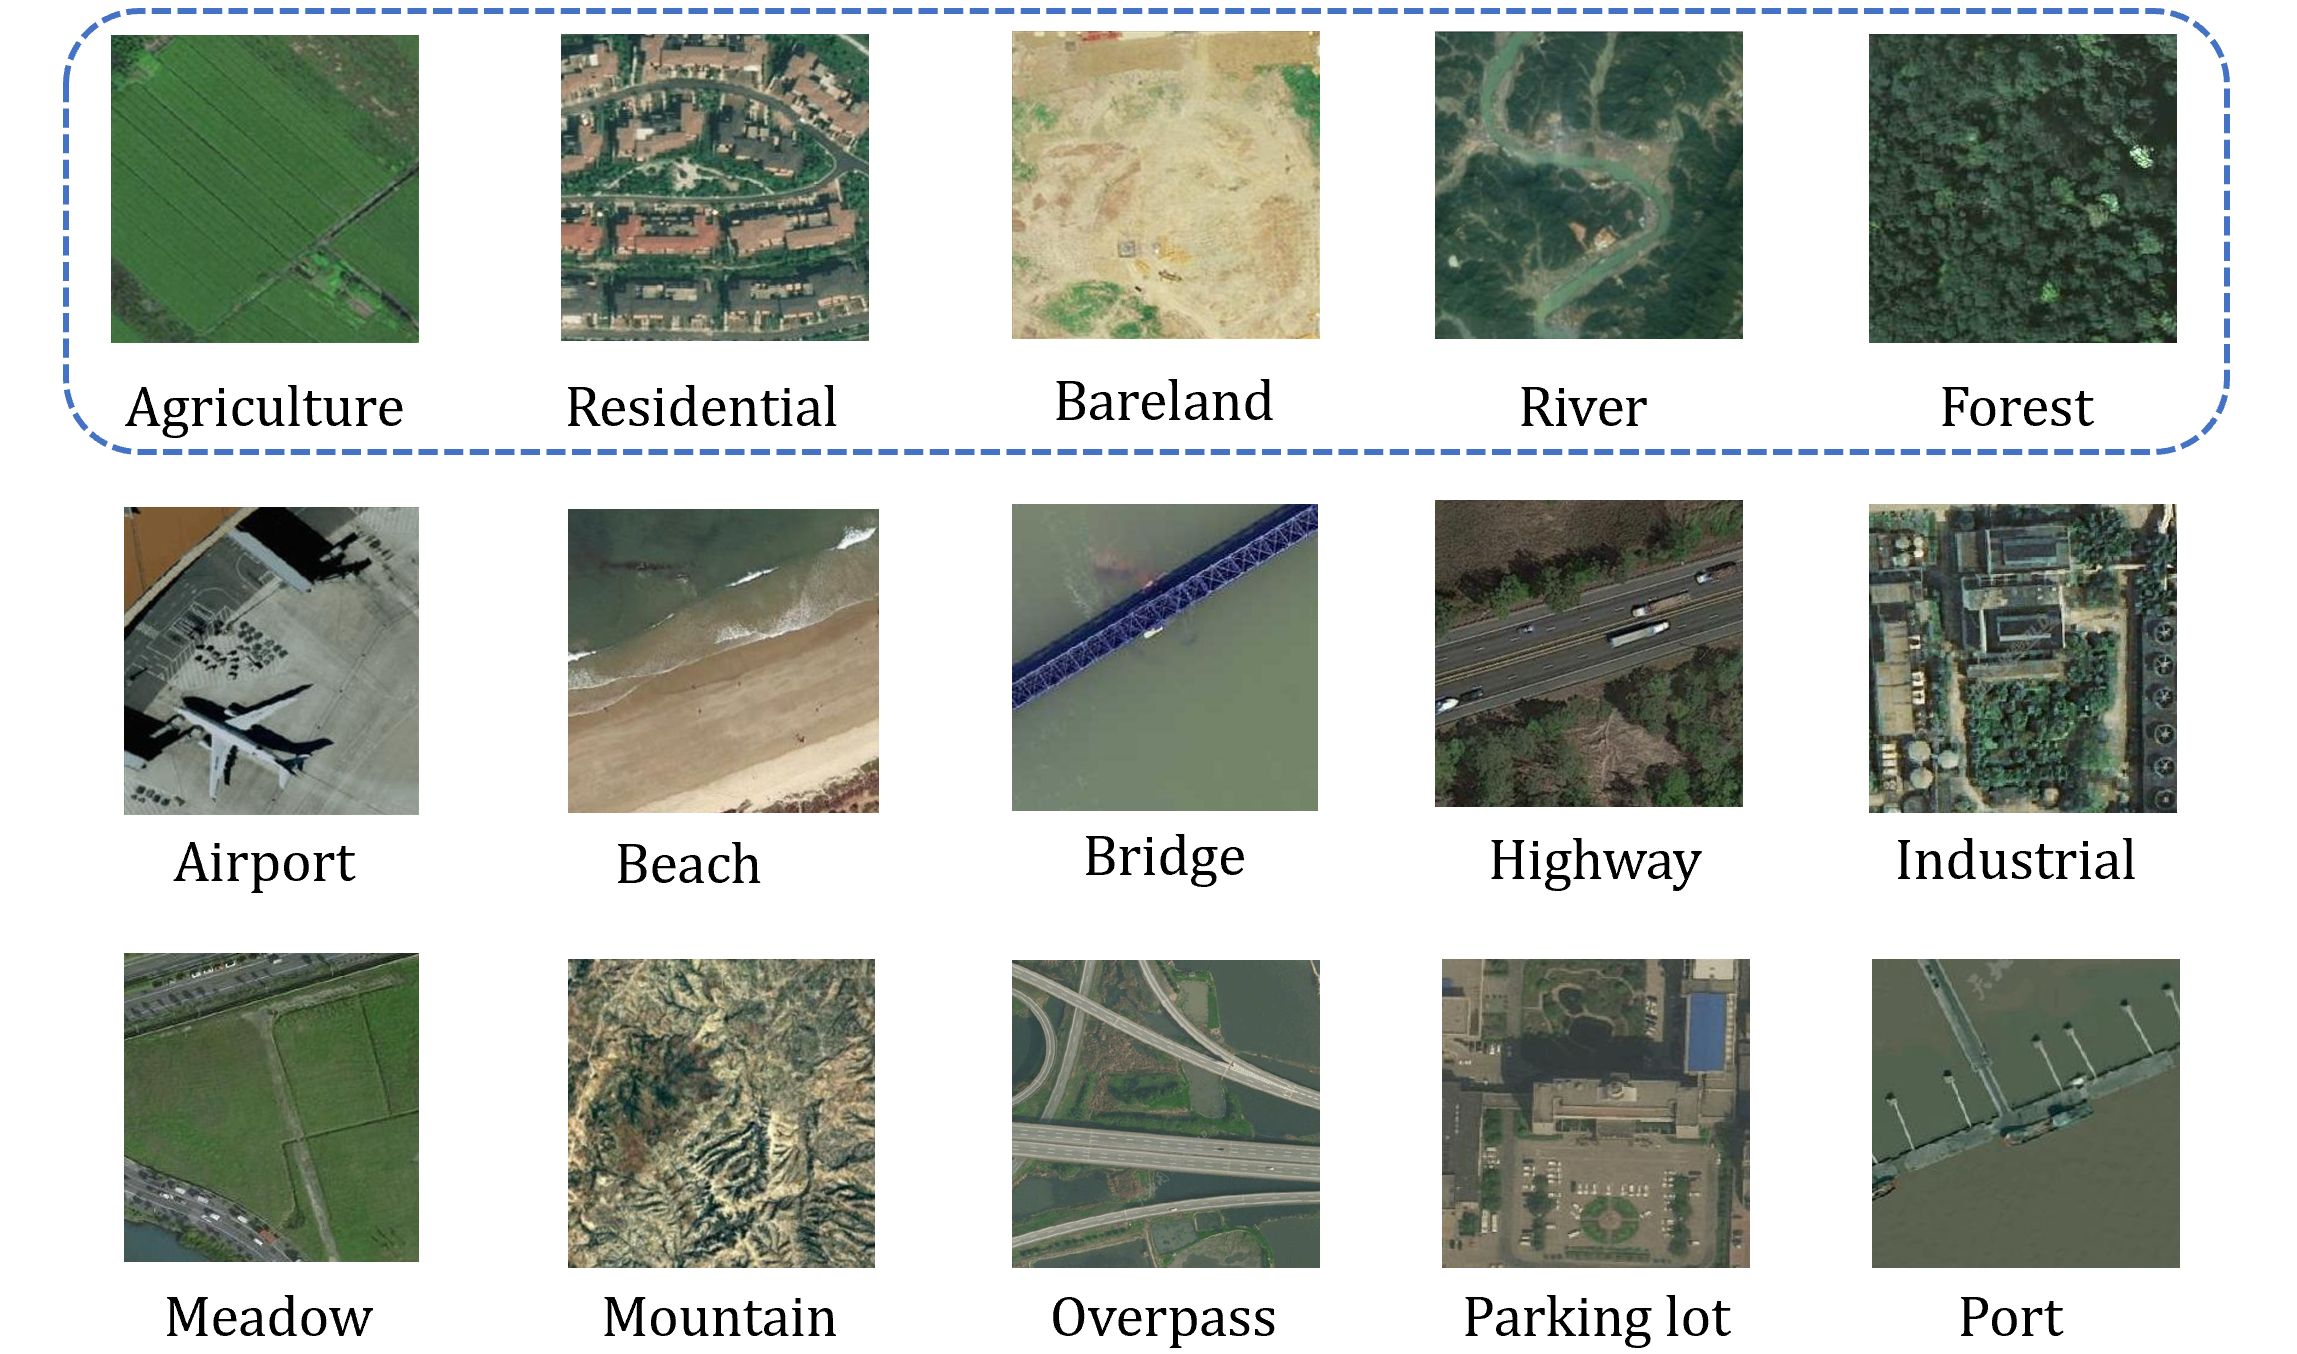 Agriculture
Residential
Bareland
River
Forest
Airport
Beach
Bridge
Highway
Industrial
Meadow
Mountain
Overpass
Parking lot
Port